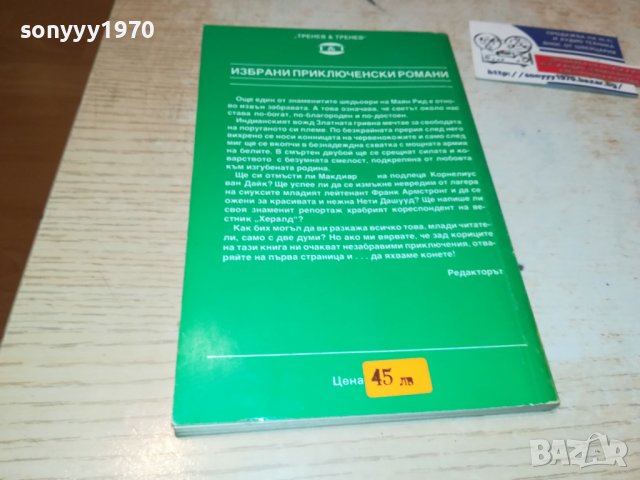 sonyyy1970
„ТРЕНЕВ & ТРЕНЕВ"
ИЗБРАНИ ПРИКЛЮЧЕНСКИ РОМАНИ
Още един от знаменитите шедьоври на Майн Рид е отно-
во извън забравата. А това означава, че светът около нас
става по-богат, по-благороден и по-достоен.
Индианският вожд Златната гривна мечтае за свободата
на поруганото си племе. По безкрайната прерия след него
вихрено се носи конницата на червенокожите и само след
миг ще се вкопчи в безнадеждна схватка с мощната армия
на белите. В смъртен двубой ще се срещнат силата и ко-
варството с безумната смелост, подкрепяна от любовта
към изгубената родина.
Ще си отмъсти ли Макдивър на подлеца Корнелиус
ван Дайк? Ще успее ли да се измъкне невредим от лагера
на сиуксите младият лейтенант Франк Армстронг и да се
ожени за красивата и нежна Нети Дашууд? Ще напише ли
своя знаменит репортаж храбрият кореспондент на ве-
стник „Хералд"?
Как бих могъл да ви разкажа всичко това, млади читате-
ли, само с две думи? Но ако ми вярвате, че зад кориците
на тази книга ни очакват незабравими приключения, отва-
ряйте на първа страница и . . . да яхваме конете!
Редакторът
Цена 45 лв
http://sonyyy1970.bazar.bg/
sonyyy1970
BAZAR